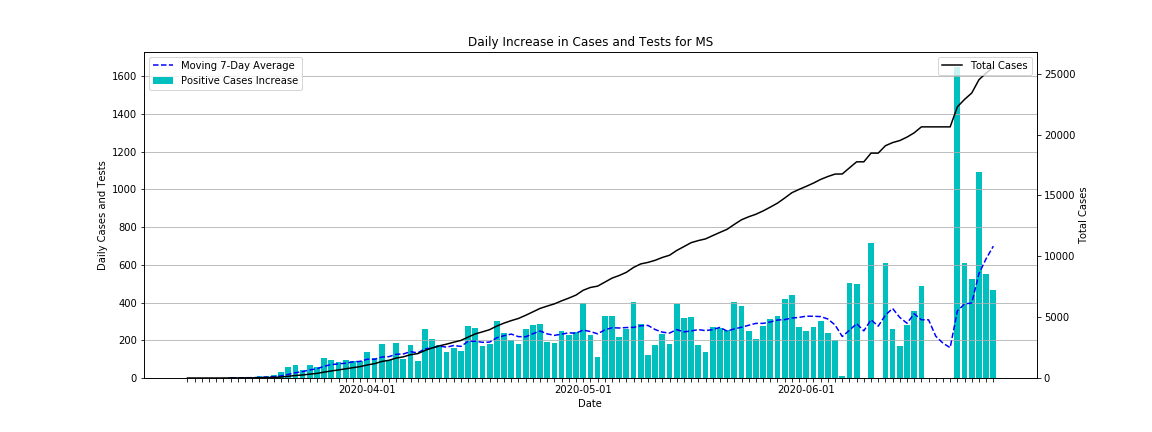 Daily Increase in Cases and Tests for MS
Moving 7-Day Average
Positive Cases Increase
Total Cases
1600
1400
1200
1000
800
600
400
200
0
Daily Cases and Tests
25000
20000
15000
10000
5000
0
Total Cases
2020-04-01 2020-05-01 2020-06-01
Date